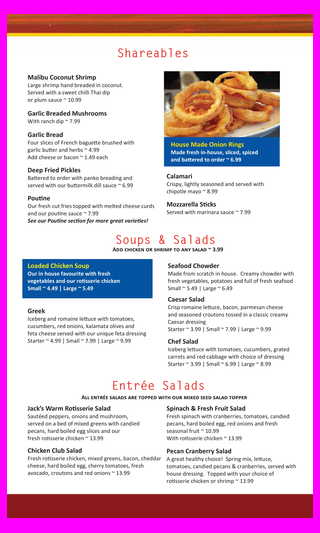 Shareables
Malibu Coconut Shrimp
Large shrimp hand breaded in coconut.
Served with a sweet chili Thai dip
or plum sauce ~ 10.99
Garlic Breaded Mushrooms
With ranch dip ~ 7.99
Garlic Bread
Four slices of French baguette brushed with
garlic butter and herbs ~ 4.99
Add cheese or bacon ~ 1.49 each
Deep Fried Pickles
Battered to order with panko breading and
served with our buttermilk dill sauce ~ 6.99
Poutine
Our fresh cut fries topped with melted cheese curds
and our poutine sauce ~ 7.99
See our Poutine section for more great varieties!
House Made Onion Rings
Made fresh in-house, sliced, spiced
and battered to order ~ 6.99
Calamari
Crispy, lightly seasoned and served with
chipotle mayo ~ 8.99
Mozzarella Sticks
Served with marinara sauce ~ 7.99
Soups & Salads
Add chicken or shrimp to any salad ~ 3.99
Loaded Chicken Soup
Our in house favourite with fresh
vegetables and our rotisserie chicken
Small ~ 4.49 | Large ~ 5.49
Greek
Iceberg and romaine lettuce with tomatoes,
cucumbers, red onions, kalamata olives and
feta cheese served with our unique feta dressing
Starter ~ 4.99 | Small ~ 7.99 | Large ~ 9.99
Seafood Chowder
Made from scratch in house. Creamy chowder with
fresh vegetables, potatoes and full of fresh seafood
Small ~ 5.49 | Large ~ 6.49
Caesar Salad
Crisp romaine lettuce, bacon, parmesan cheese
and seasoned croutons tossed in a classic creamy
Caesar dressing
Starter ~ 3.99 | Small ~ 7.99 | Large ~ 9.99
Chef Salad
Iceberg lettuce with tomatoes, cucumbers, grated
carrots and red cabbage with choice of dressing
Starter ~ 3.99 | Small ~ 6.99 | Large ~ 8.99
Entrée Salads
All entrée salads are topped with our mixed seed salad topper
Jack's Warm Rotisserie Salad
Sautéed peppers, onions and mushroom,
served on a bed of mixed greens with candied
pecans, hard boiled egg slices and our
fresh rotisserie chicken ~ 13.99
Chicken Club Salad
Fresh rotisserie chicken, mixed greens, bacon, cheddar
cheese, hard boiled egg, cherry tomatoes, fresh
avocado, croutons and red onions ~ 13.99
Spinach & Fresh Fruit Salad
Fresh spinach with cranberries, tomatoes, candied
pecans, hard boiled egg, red onions and fresh
seasonal fruit ~ 10.99
With rotisserie chicken ~ 13.99
Pecan Cranberry Salad
A great healthy choice! Spring mix, lettuce,
tomatoes, candied pecans & cranberries, served with
house dressing. Topped with your choice of
rotisserie chicken or shrimp ~ 13.99